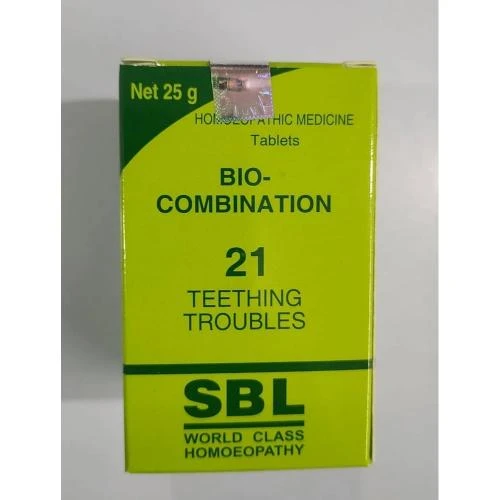 Net 25 g
HOMOEOPATHIC MEDICINE
Tablets
BIO-
COMBINATION
21
TEETHING
TROUBLES
SBL
WORLD CLASS
HOMOEOPATHY